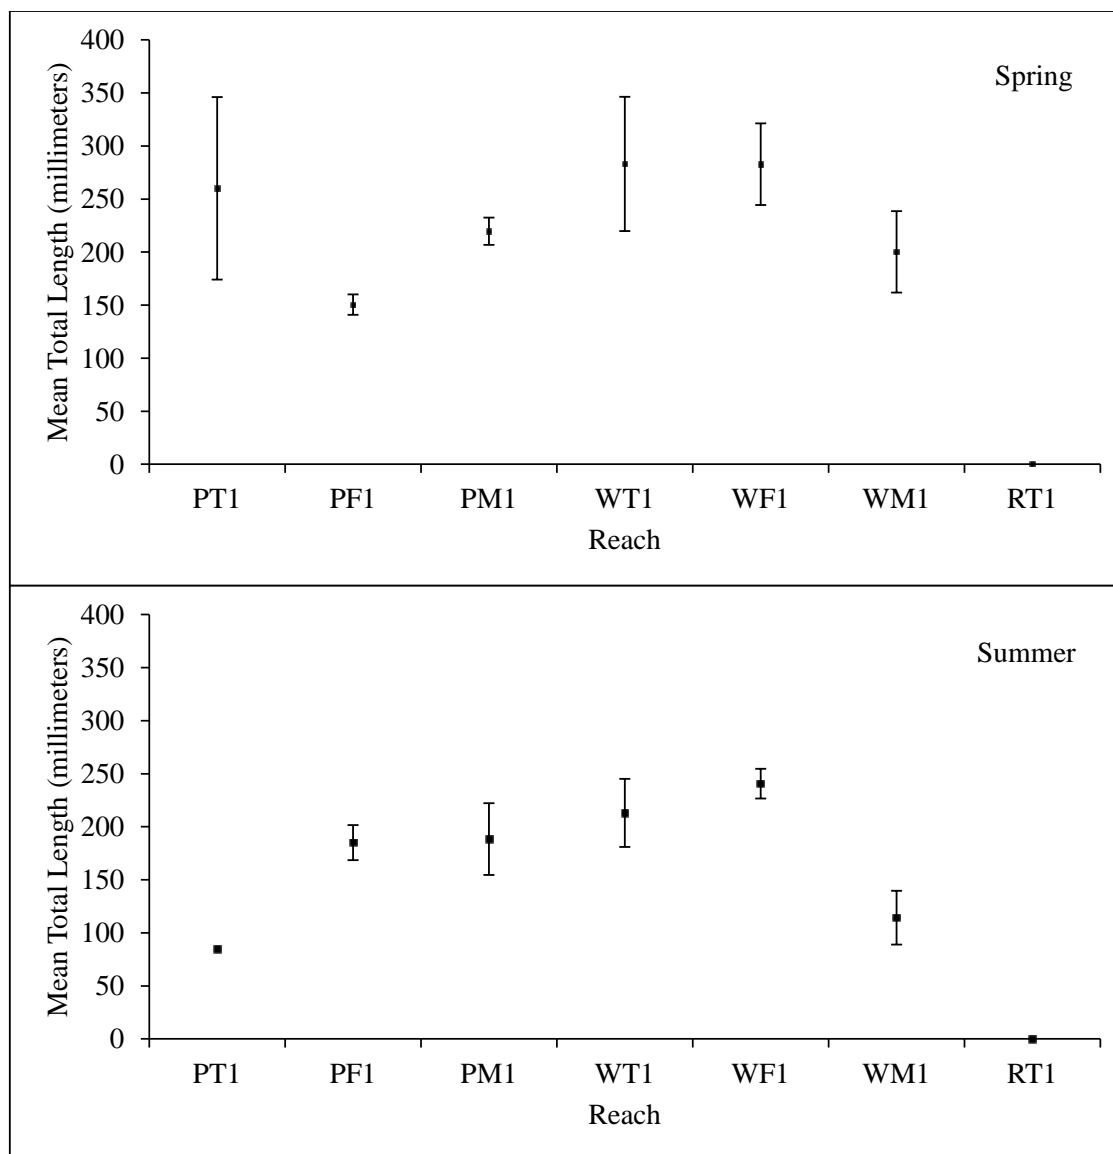 Spring
Mean Total Length (millimeters)
400
350
300
250
200
150
100
50
0
PT1 PF1 PM1 WT1 WF1 WM1 RT1
Reach
Summer
Mean Total Length (millimeters)
400
350
300
250
200
150
100
50
0
PT1 PF1 PM1 WT1 WF1 WM1 RT1
Reach